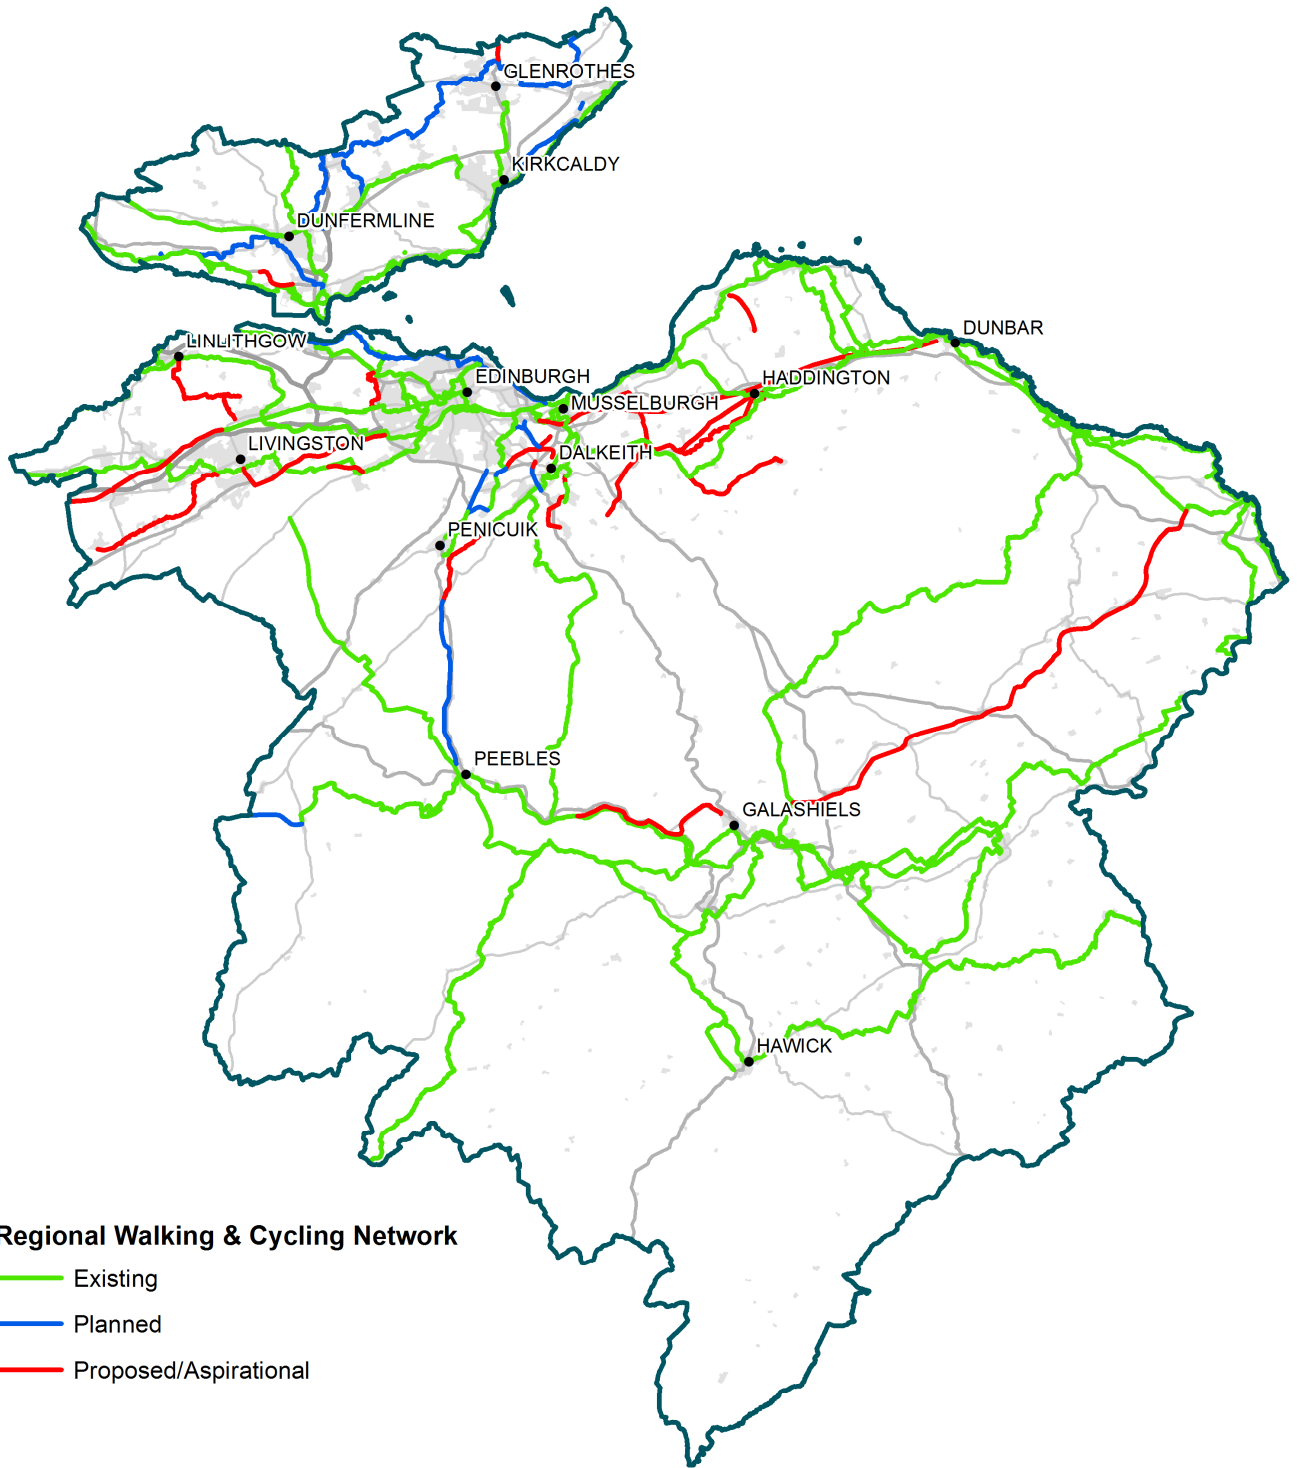 GLENROTHES
KIRKCALDY
DUNFERMLINE
DUNBAR
LINLITHGOW
EDINBURGH
HADDINGTON
MUSSELBURGH
LIVINGSTON
DALKEITH
PENICUIK
PEEBLES
GALASHIELS
HAWICK
Regional Walking & Cycling Network
Existing
Planned
Proposed/Aspirational